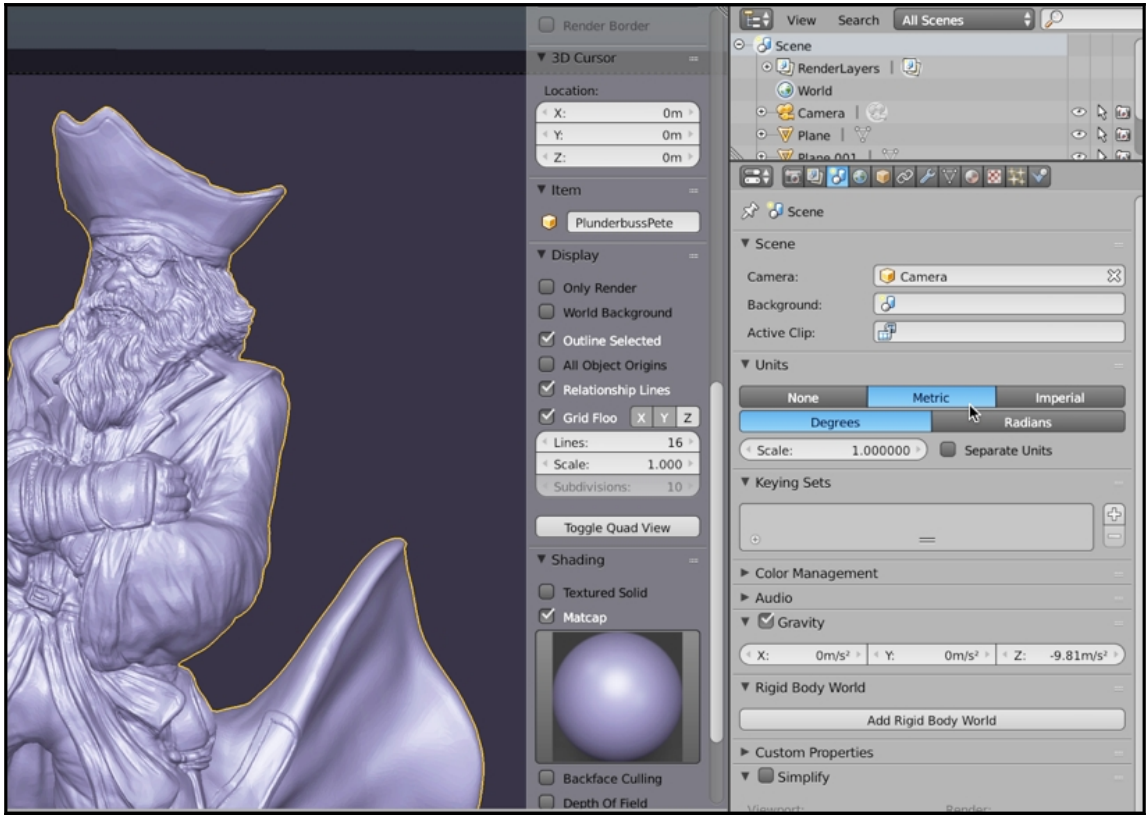 Render Border
3D Cursor
Location:
X: 0m
Y: 0m
Z: 0m
Item
PlunderbussPete
Display
Only Render
World Background
Outline Selected
All Object Origins
Relationship Lines
Grid Floo X Y Z
Lines: 16
Scale: 1.000
Subdivisions: 10
Toggle Quad View
Shading
Textured Solid
Matcap
Backface Culling
Depth Of Field
View Search All Scenes
Scene
RenderLayers |
World
Camera |
Plane |
Plane.001 |
Scene
Scene
Camera: Camera
Background:
Active Clip:
Units
None Metric Imperial
Degrees Radians
Scale: 1.000000 Separate Units
Keying Sets
Color Management
Audio
Gravity
X: 0m/s² Y: 0m/s² Z: -9.81m/s²
Rigid Body World
Add Rigid Body World
Custom Properties
Simplify
Viewport: Render: